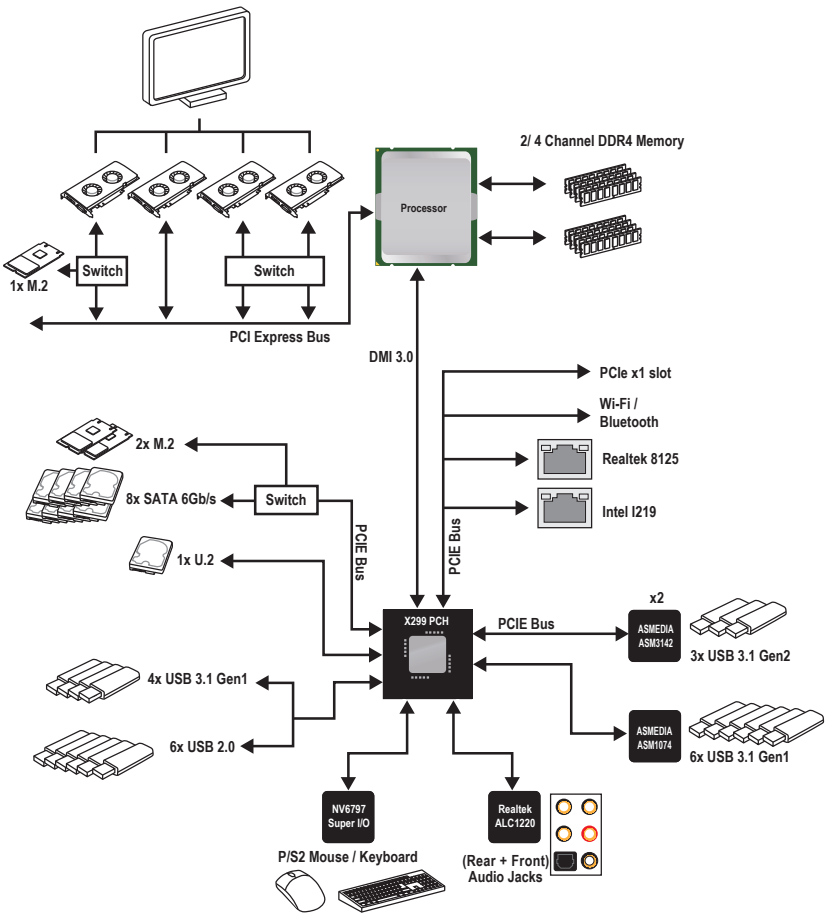 2/ 4 Channel DDR4 Memory
Processor
Switch
Switch
1x M.2
PCI Express Bus
DMI 3.0
PCIe x1 slot
Wi-Fi /
Bluetooth
2x M.2
Realtek 8125
8x SATA 6Gb/s
Switch
Intel I219
PCIE Bus
PCIE Bus
1x U.2
X299 PCH
PCIE Bus
x2
ASMEDIA
ASM3142
3x USB 3.1 Gen2
4x USB 3.1 Gen1
6x USB 2.0
ASMEDIA
ASM1074
6x USB 3.1 Gen1
NV6797
Super I/O
Realtek
ALC1220
P/S2 Mouse / Keyboard
(Rear + Front)
Audio Jacks